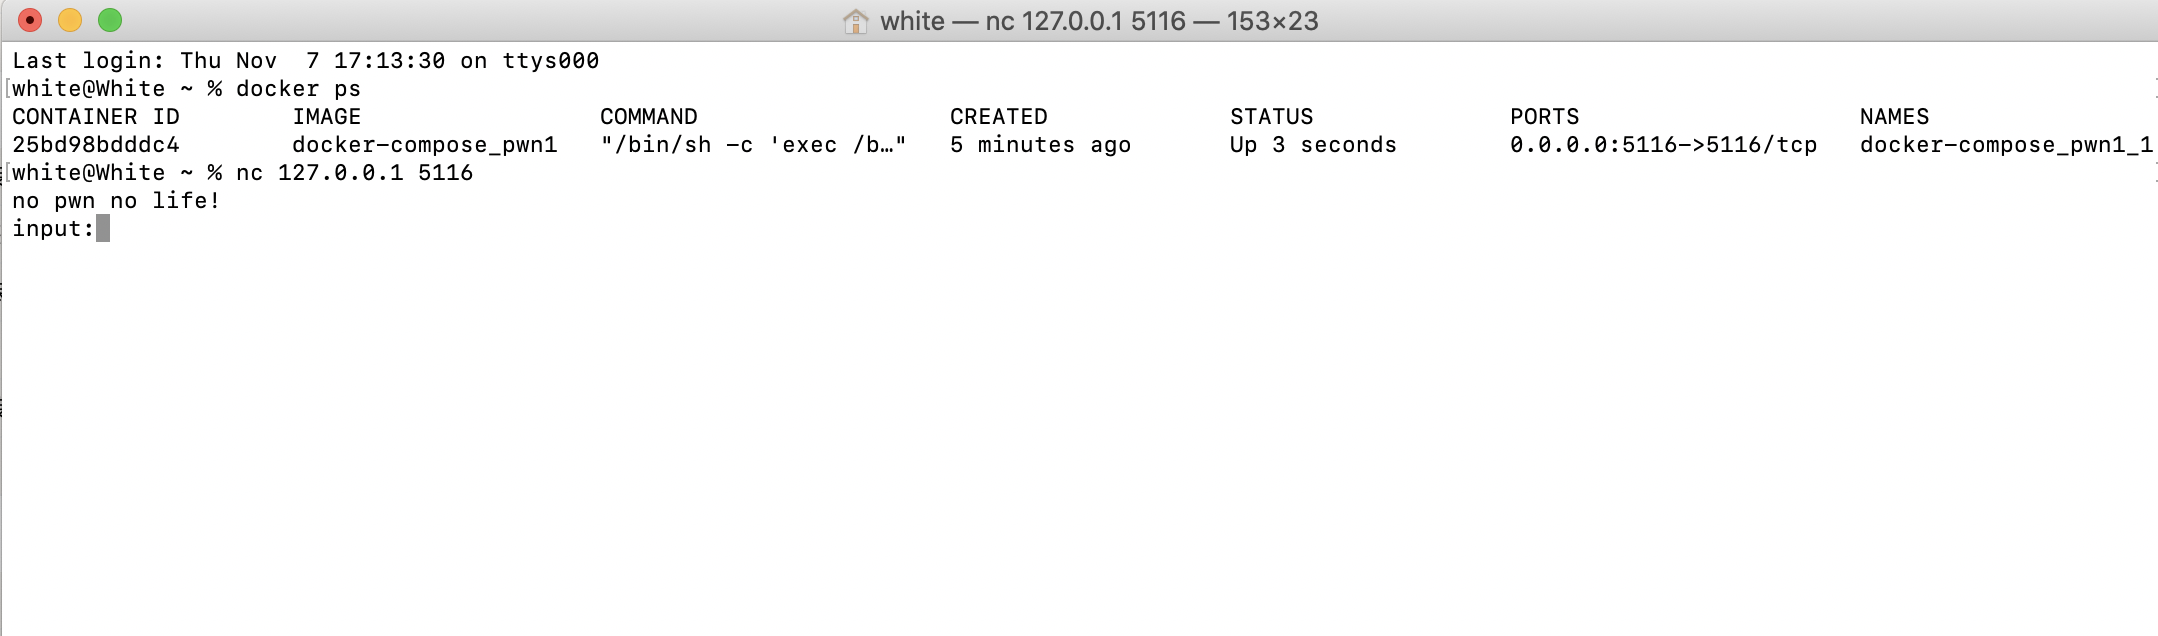 white — nc 127.0.0.1 5116 — 153×23
Last login: Thu Nov  7 17:13:30 on ttys000
[white@White ~ % docker ps
CONTAINER ID        IMAGE                 COMMAND                  CREATED             STATUS              PORTS                    NAMES
25bd98bdddc4        docker-compose_pwn1   "/bin/sh -c 'exec /b…"   5 minutes ago       Up 3 seconds        0.0.0.0:5116->5116/tcp   docker-compose_pwn1_1
[white@White ~ % nc 127.0.0.1 5116
no pwn no life!
input: